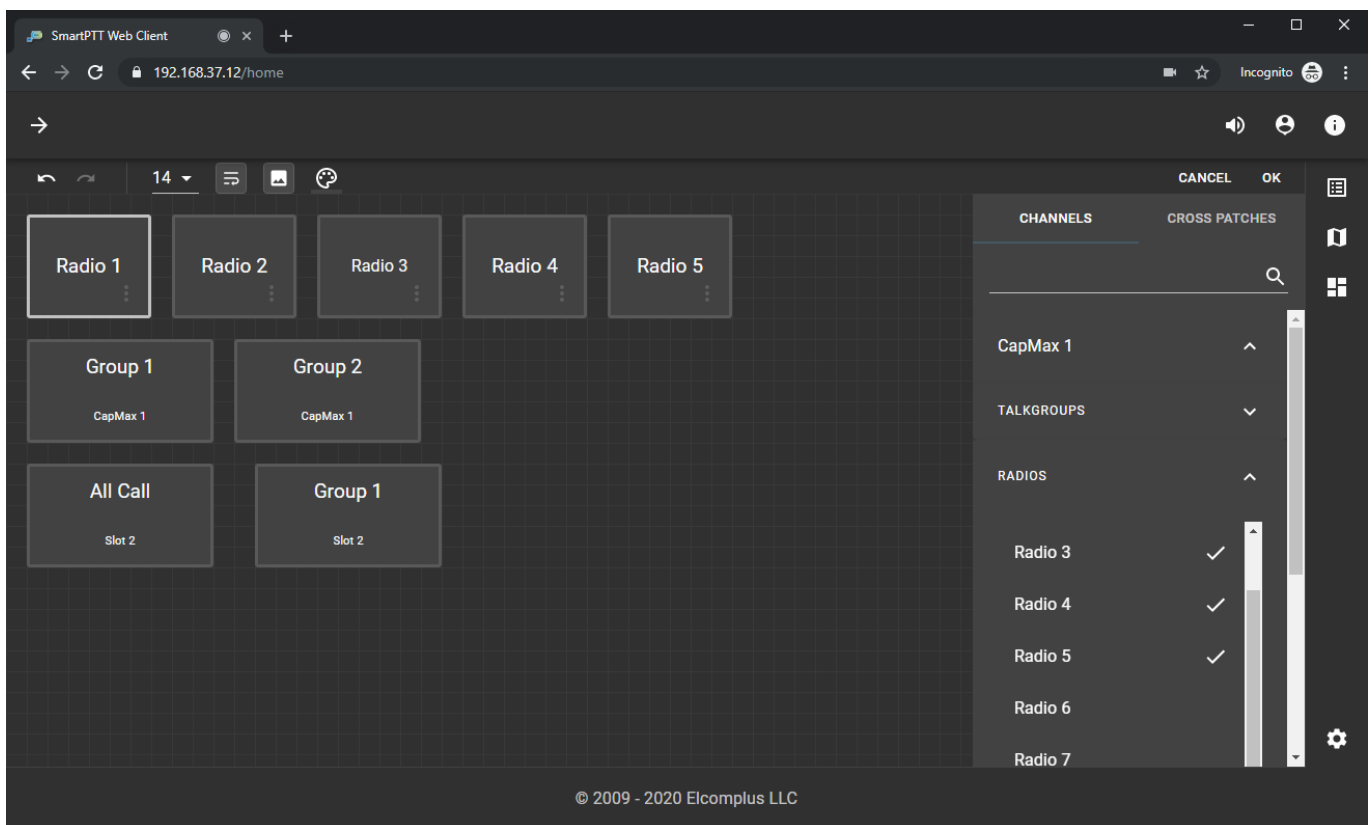 SmartPTT Web Client
192.168.37.12/home
Incognito
14
CANCEL OK
CHANNELS CROSS PATCHES
Radio 1 Radio 2 Radio 3 Radio 4 Radio 5
CapMax 1
Group 1 Group 2
CapMax 1 CapMax 1
TALKGROUPS
RADIOS
All Call Group 1
Slot 2 Slot 2
Radio 3
Radio 4
Radio 5
Radio 6
Radio 7
© 2009 - 2020 Elcomplus LLC